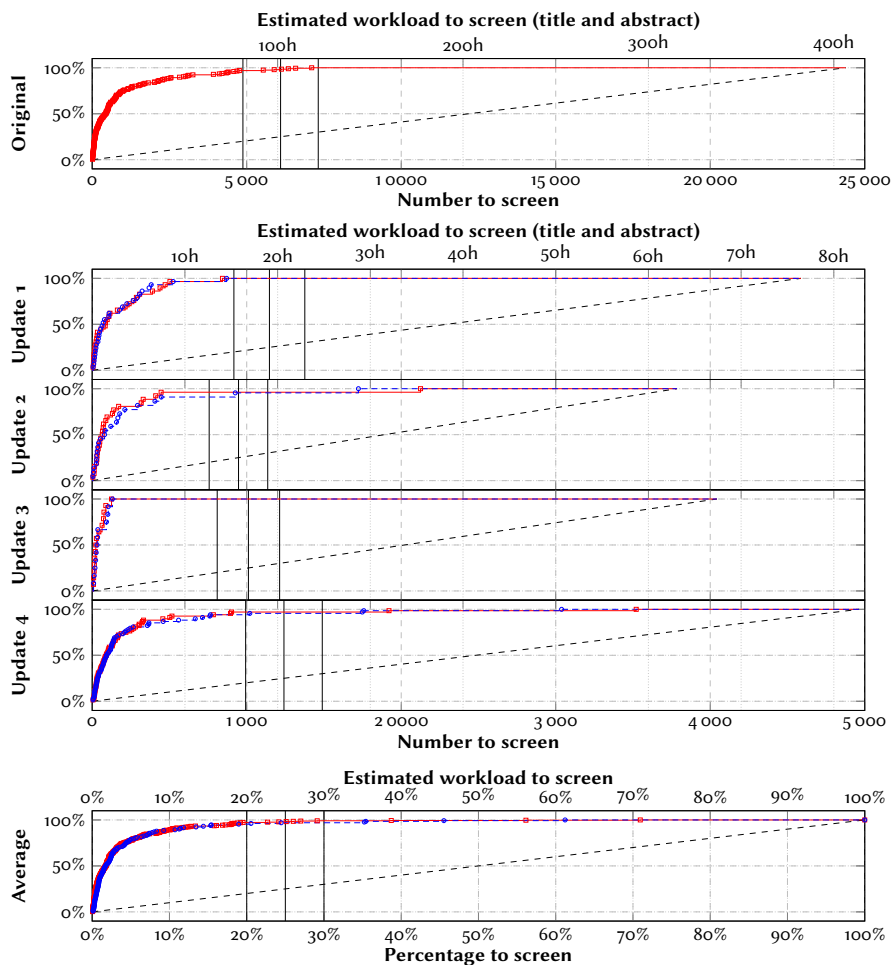 Estimated workload to screen (title and abstract)
100h 200h 300h 400h
100%
50%
0%
Original
0 5 000 10 000 15 000 20 000 25 000
Number to screen
Estimated workload to screen (title and abstract)
10h 20h 30h 40h 50h 60h 70h 80h
100%
50%
Update 1
100%
50%
0%
Update 2
100%
50%
0%
Update 3
100%
50%
0%
Update 4
0 1 000 20 000 3 000 4 000 5 000
Number to screen
Estimated workload to screen
0% 10% 20% 30% 40% 50% 60% 70% 80% 90% 100%
100%
50%
0%
Average
0% 10% 20% 30% 40% 50% 60% 70% 80% 90% 100%
Percentage to screen